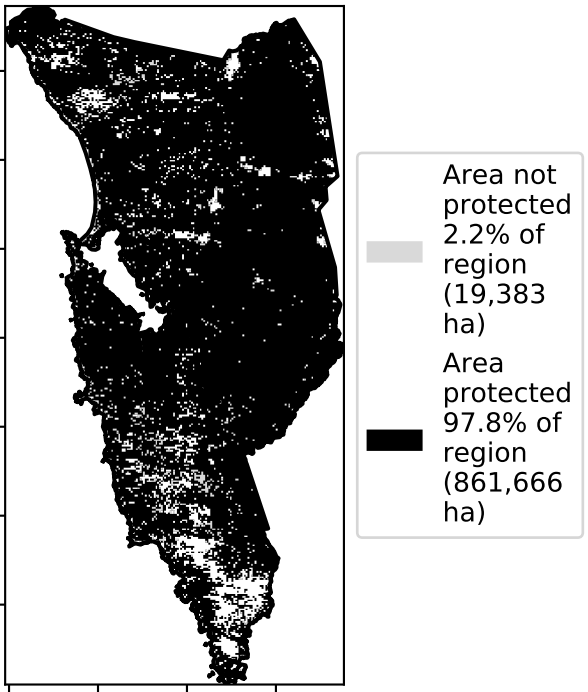 Area not
protected
2.2% of
region
(19,383
ha)
Area
protected
97.8% of
region
(861,666
ha)